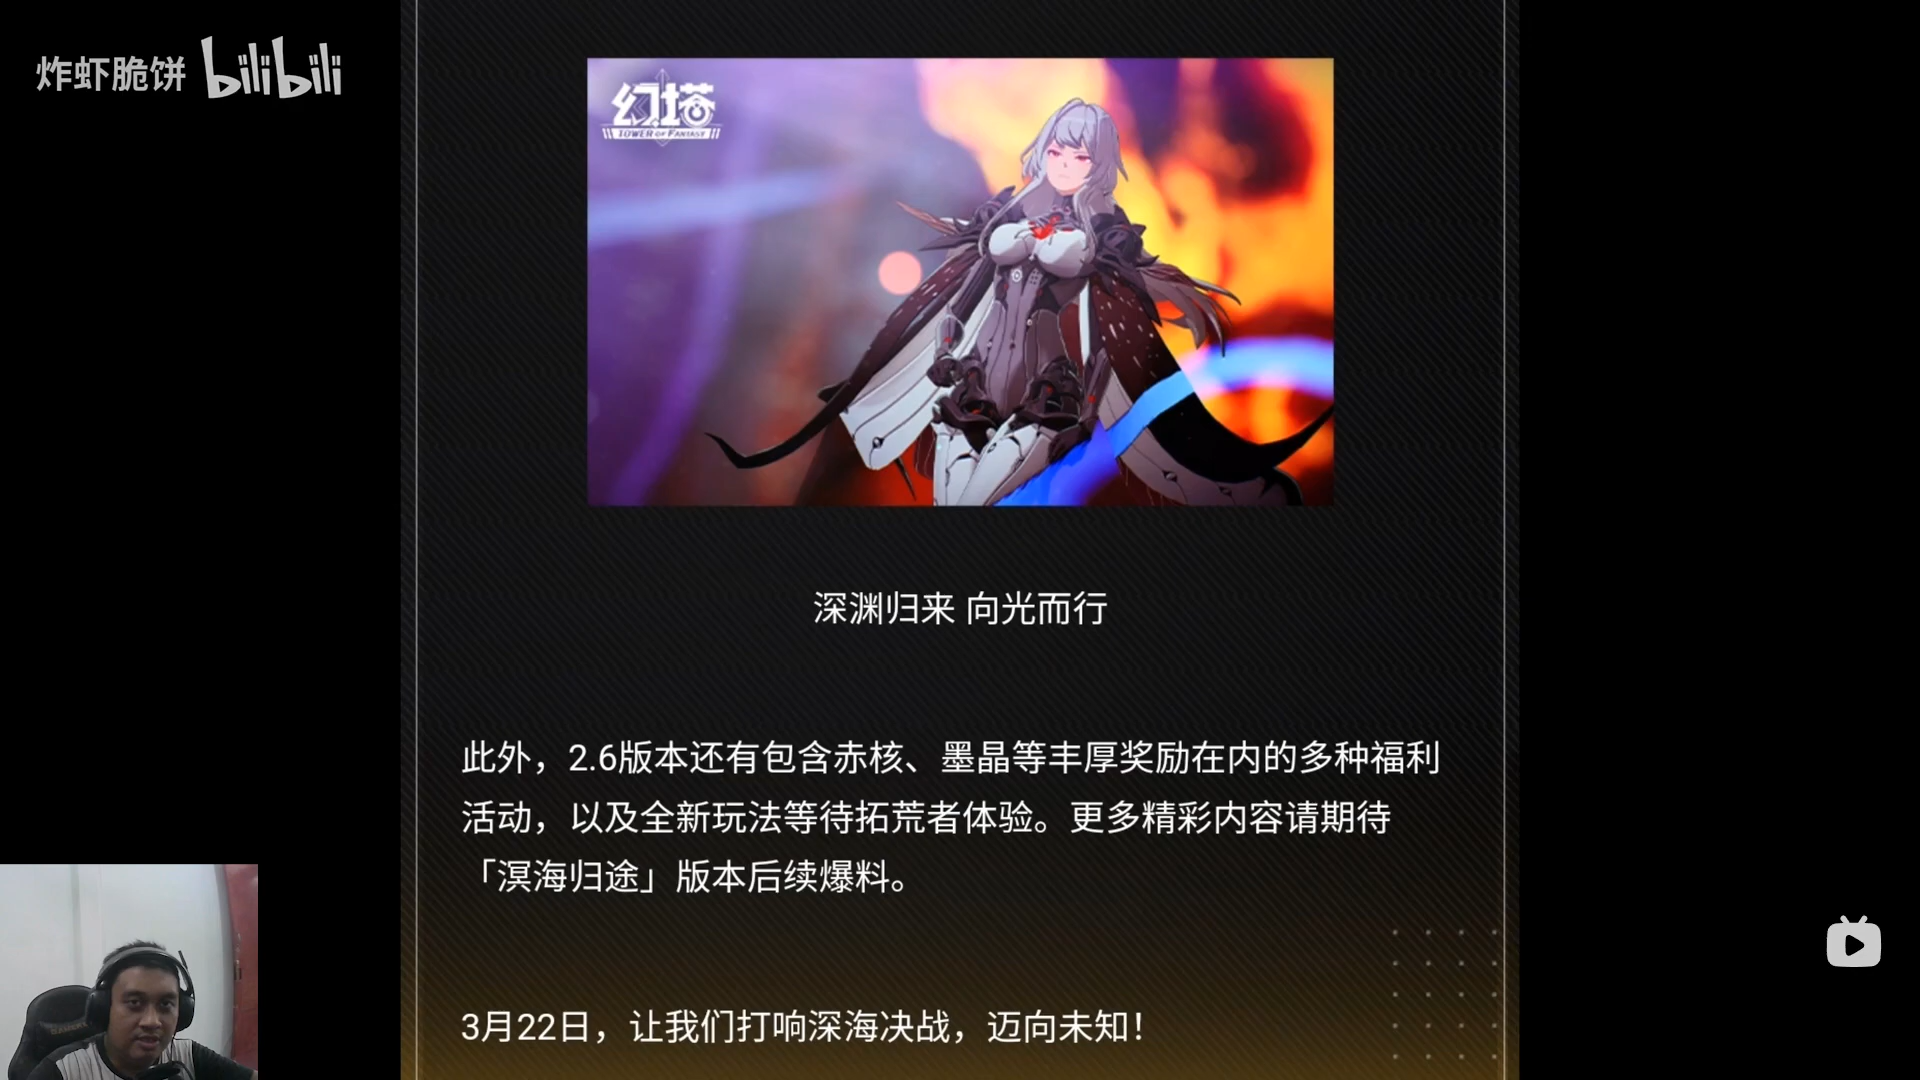 炸虾脆饼 bilibili
幻塔
TOWER OF FANTASY
深渊归来 向光而行
此外，2.6版本还有包含赤核、墨晶等丰厚奖励在内的多种福利
活动，以及全新玩法等待拓荒者体验。更多精彩内容请期待
「溟海归途」版本后续爆料。
3月22日，让我们打响深海决战，迈向未知！